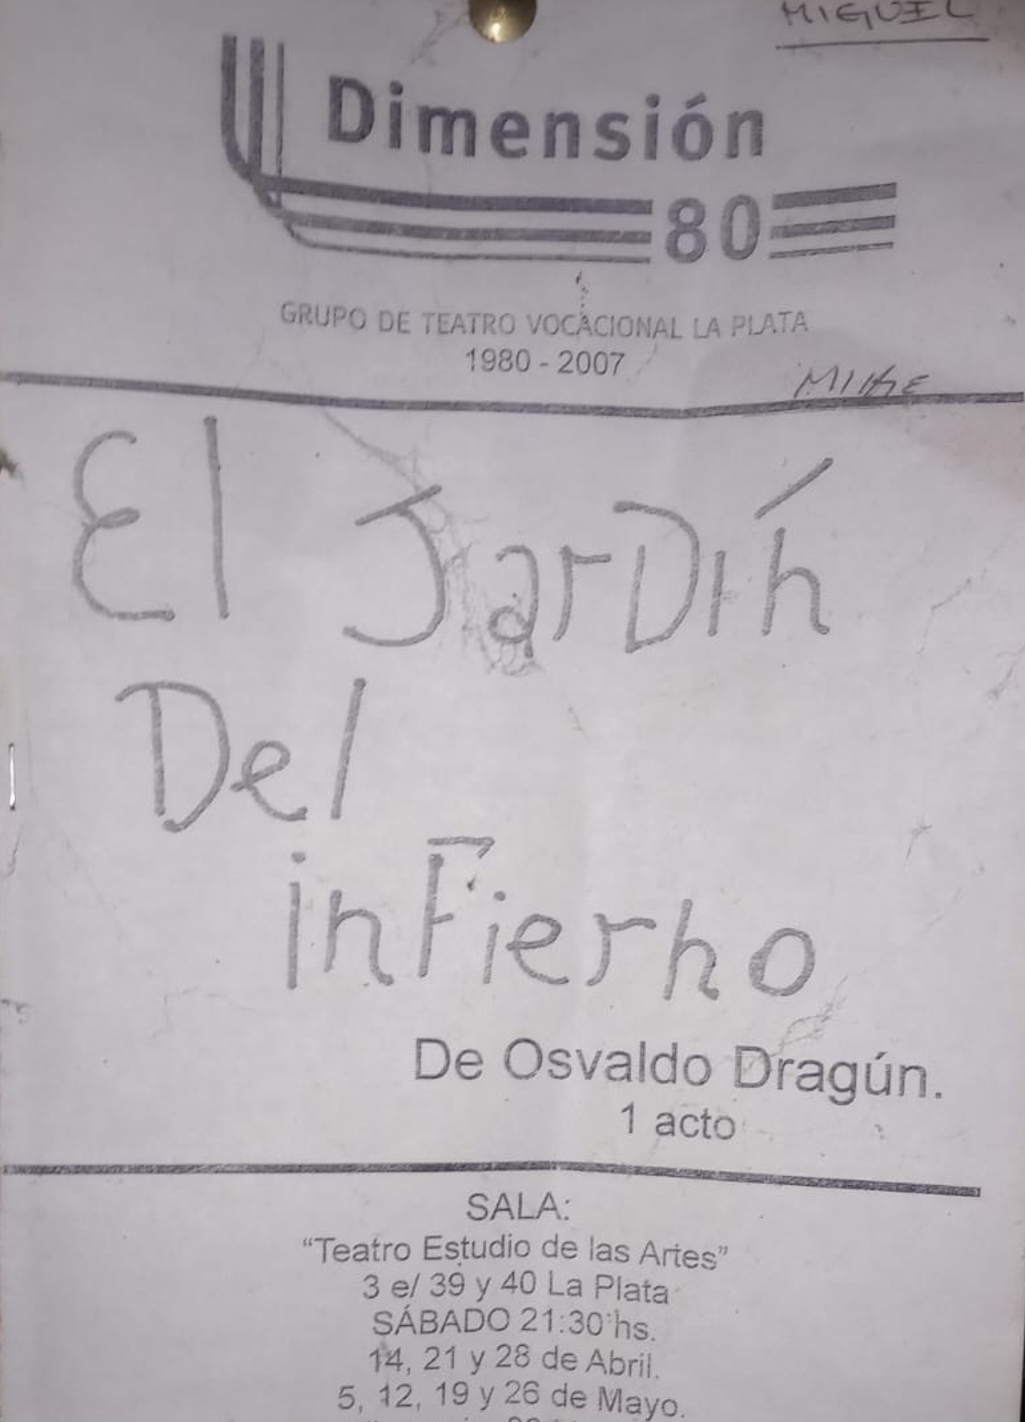 MIGUEL
Dimensión
80
GRUPO DE TEATRO VOCACIONAL LA PLATA
1980 - 2007
MIKE
El JarDín
Del
inFierno
De Osvaldo Dragún.
1 acto
SALA:
“Teatro Estudio de las Artes”
3 e/ 39 y 40 La Plata
SÁBADO 21:30 hs.
14, 21 y 28 de Abril.
5, 12, 19 y 26 de Mayo.